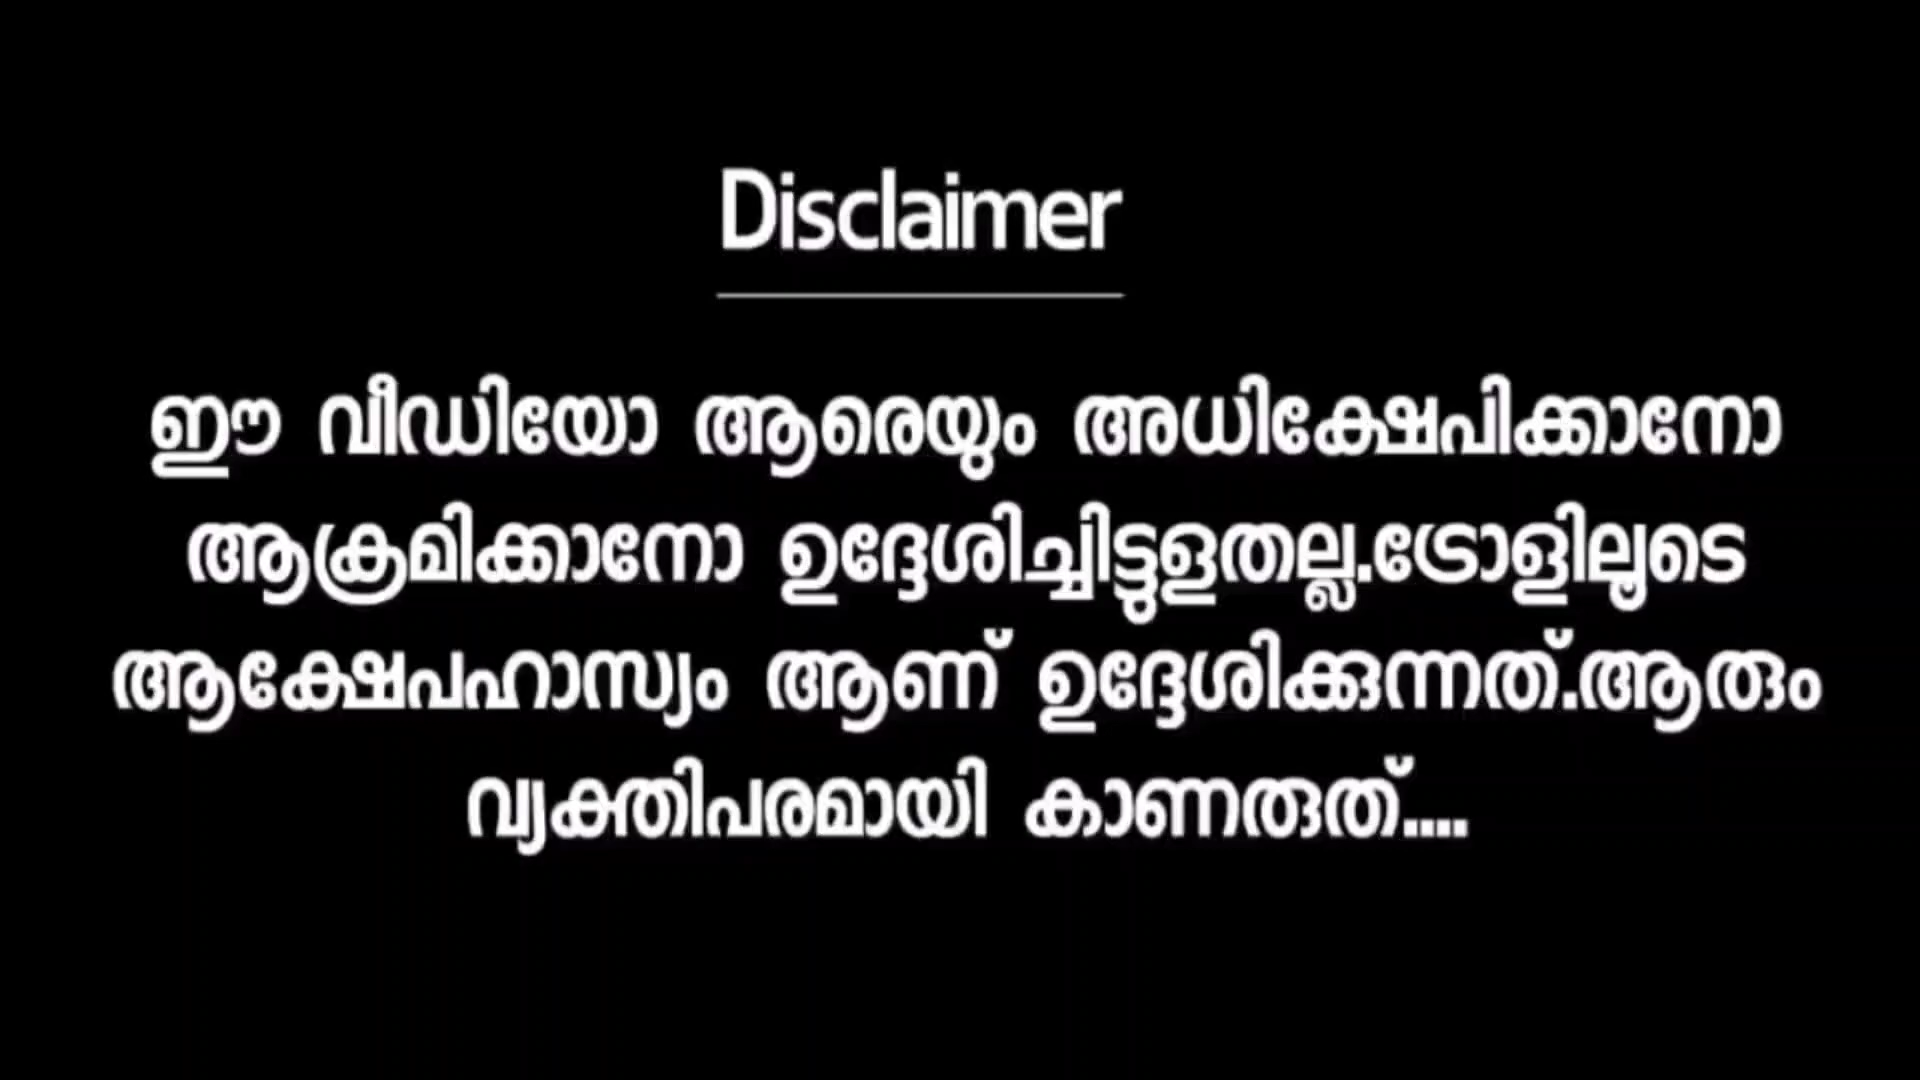 Disclaimer
ഈ വീഡിയോ ആരെയും അധിക്ഷേപിക്കാനോ
ആക്രമിക്കാനോ ഉദ്ദേശിച്ചിട്ടുളതല്ല.ട്രോളിലൂടെ
ആക്ഷേപഹാസ്യം ആണ് ഉദ്ദേശിക്കുന്നത്.ആരും
വ്യക്തിപരമായി കാണരുത്....